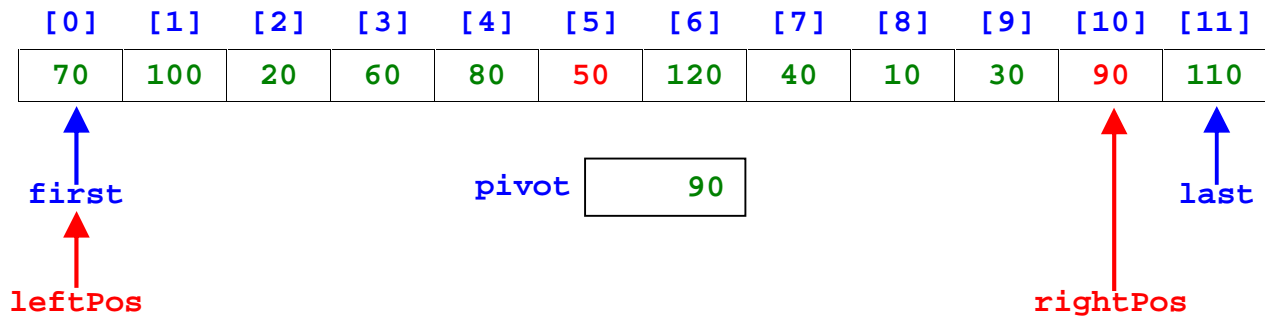 [0] [1] [2] [3] [4] [5] [6] [7] [8] [9] [10] [11]
70 100 20 60 80 50 120 40 10 30 90 110
first pivot 90 last
leftPos rightPos